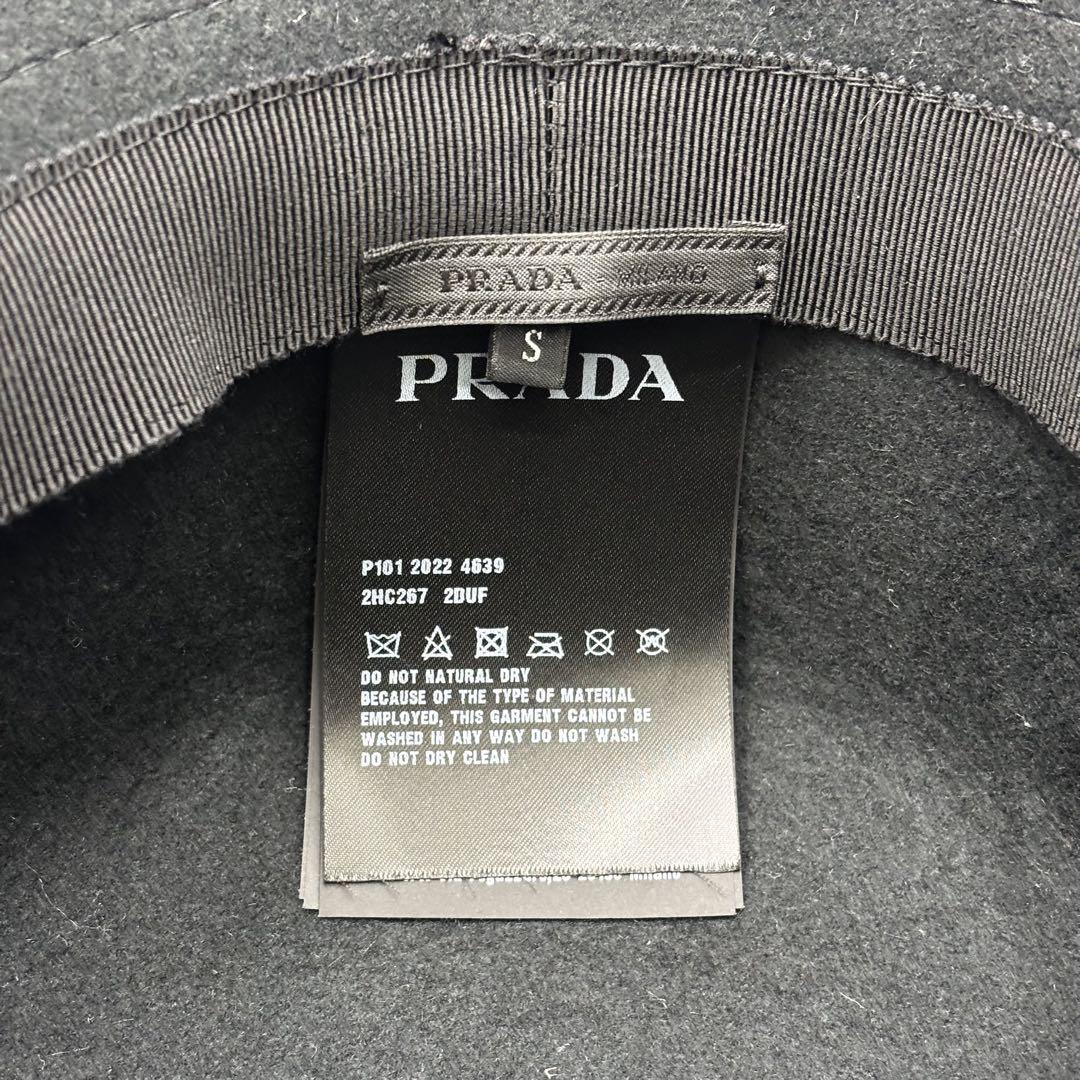 PRADA - MILANO
S
PRADA
P101 2022 4639
2HC267 2DUF
DO NOT NATURAL DRY
BECAUSE OF THE TYPE OF MATERIAL
EMPLOYED, THIS GARMENT CANNOT BE
WASHED IN ANY WAY DO NOT WASH
DO NOT DRY CLEAN